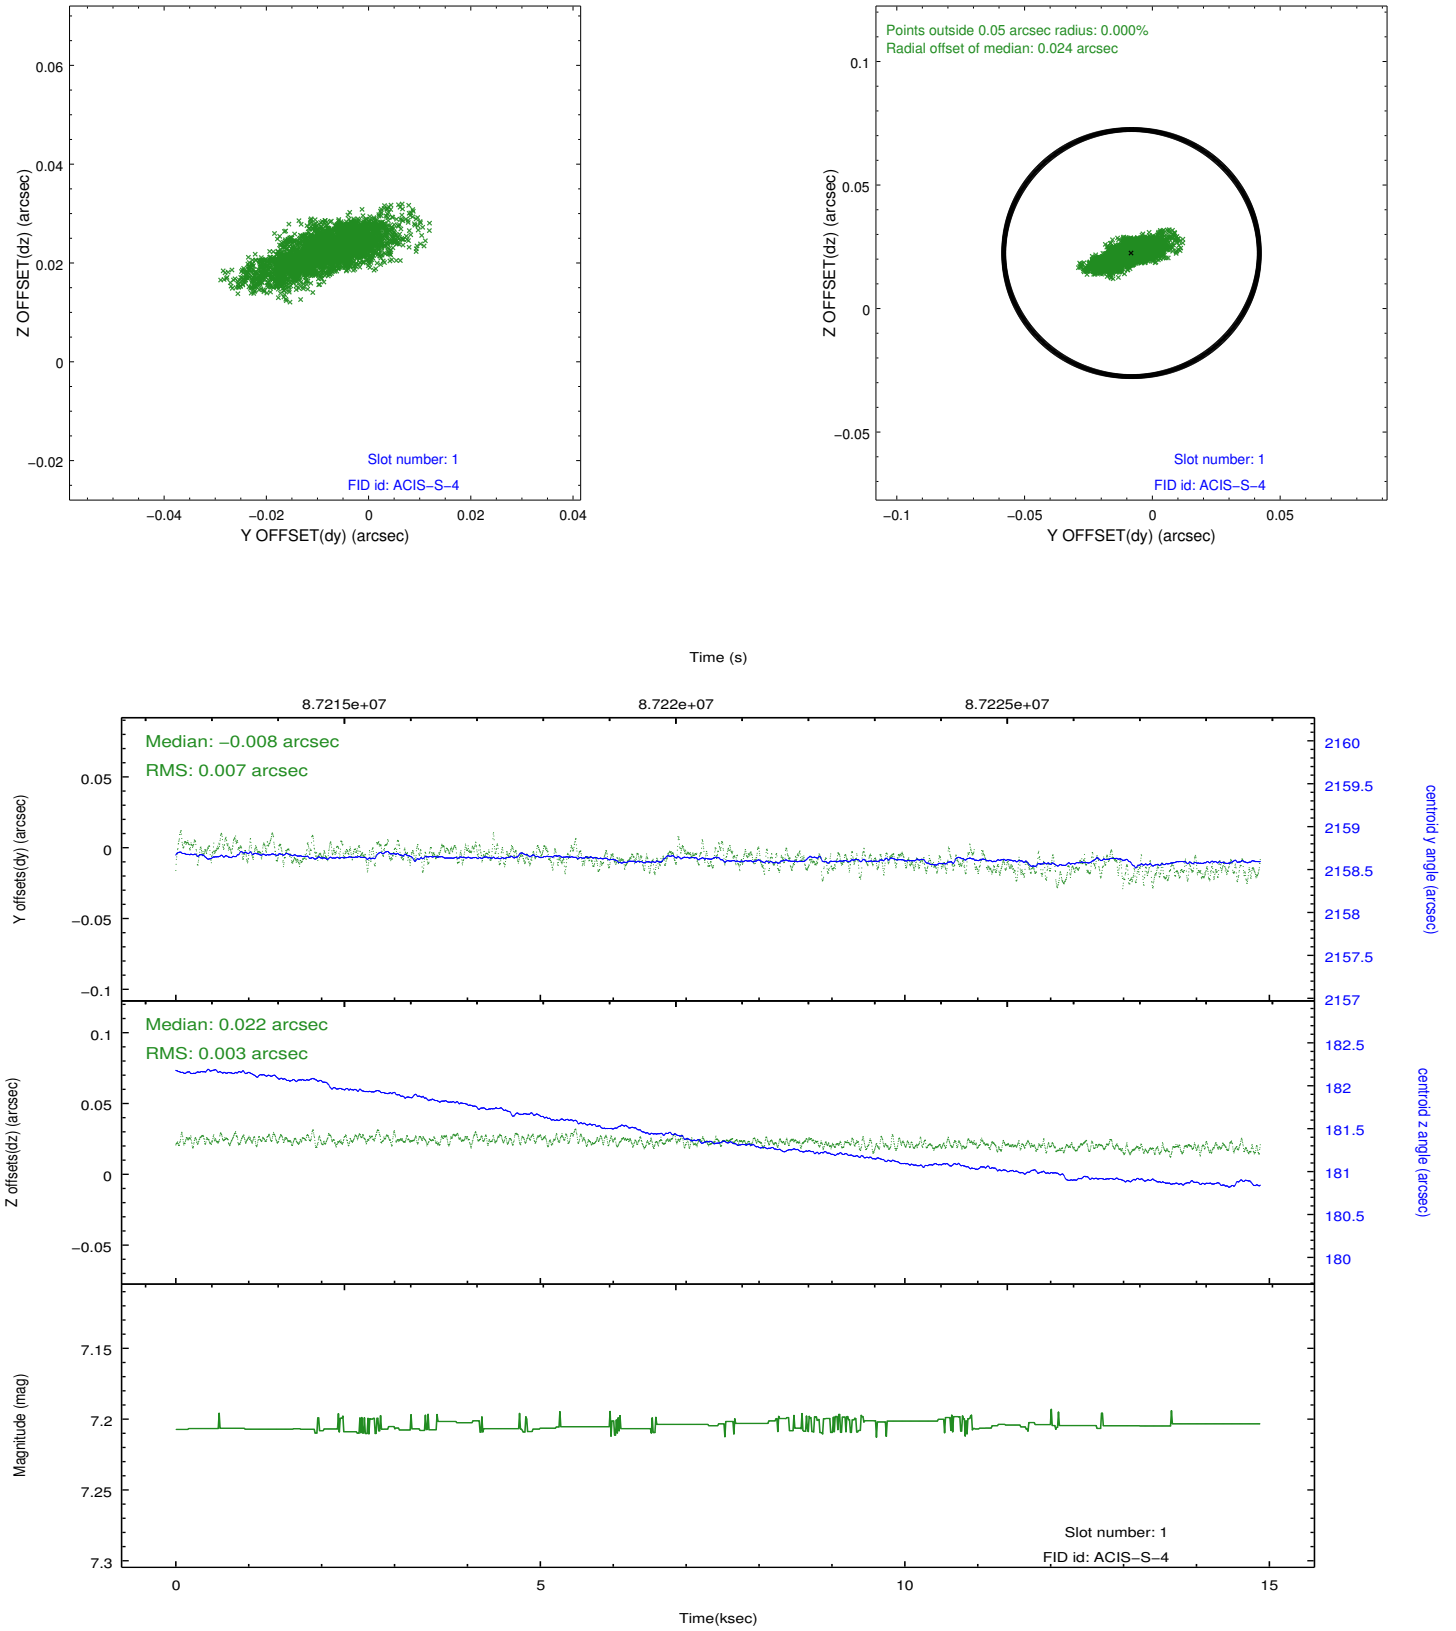 0.06
0.04
0.02
0
−0.02
Z OFFSET(dz) (arcsec)
Slot number: 1
FID id: ACIS−S−4
−0.04
−0.02
0
0.02
0.04
Y OFFSET(dy) (arcsec)
Points outside 0.05 arcsec radius: 0.000%
Radial offset of median: 0.024 arcsec
0.1
0.05
0
−0.05
Z OFFSET(dz) (arcsec)
Slot number: 1
FID id: ACIS−S−4
−0.1
−0.05
0
0.05
Y OFFSET(dy) (arcsec)
Time (s)
8.7215e+07
8.722e+07
8.7225e+07
Median: −0.008 arcsec
RMS: 0.007 arcsec
0.05
0
−0.05
−0.1
Y offsets(dy) (arcsec)
2160
2159.5
2159
2158.5
2158
2157.5
2157
centroid y angle (arcsec)
Median: 0.022 arcsec
RMS: 0.003 arcsec
0.1
0.05
0
−0.05
Z offsets(dz) (arcsec)
182.5
182
181.5
181
180.5
180
centroid z angle (arcsec)
7.15
7.2
7.25
7.3
Magnitude (mag)
Slot number: 1
FID id: ACIS−S−4
0
5
10
15
Time(ksec)